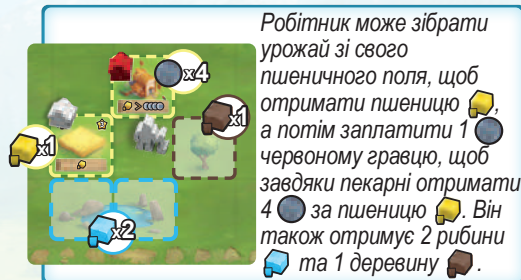 Робітник може зібрати
урожай зі свого
пшеничного поля, щоб
отримати пшеницю ,
а потім заплатити 1
червоному гравцю, щоб
завдяки пекарні отримати
4 за пшеницю . Він
також отримує 2 рибини
та 1 деревину .
x4
x1
x1
x2